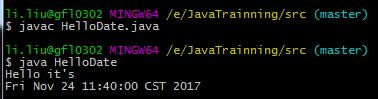 li.liu@gfl0302 MINGW64 /e/JavaTrainning/src (master)
$ javac HelloDate.java
li.liu@gfl0302 MINGW64 /e/JavaTrainning/src (master)
$ java HelloDate
Hello it's
Fri Nov 24 11:40:00 CST 2017